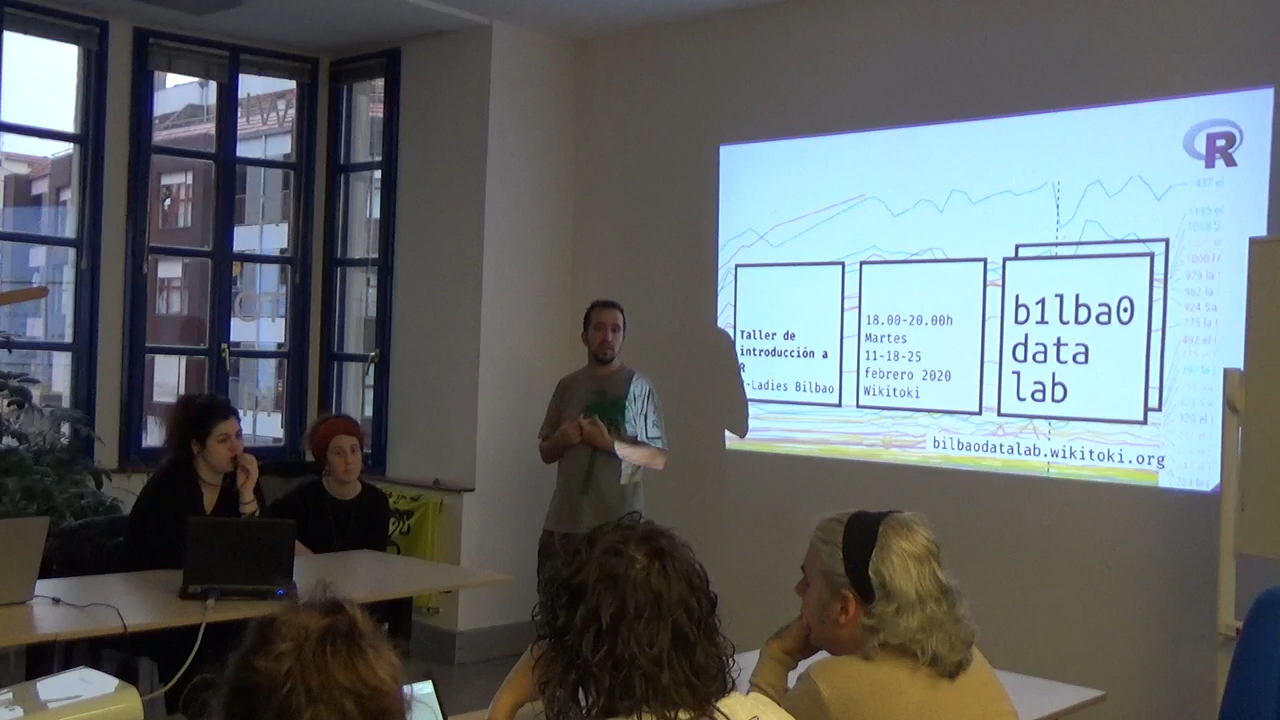 R
Taller de
introducción a
R
-Ladies Bilbao
18.00-20.00h
Martes
11-18-25
febrero 2020
Wikitoki
b1lba0
data
lab
bilbaodatalab.wikitoki.org